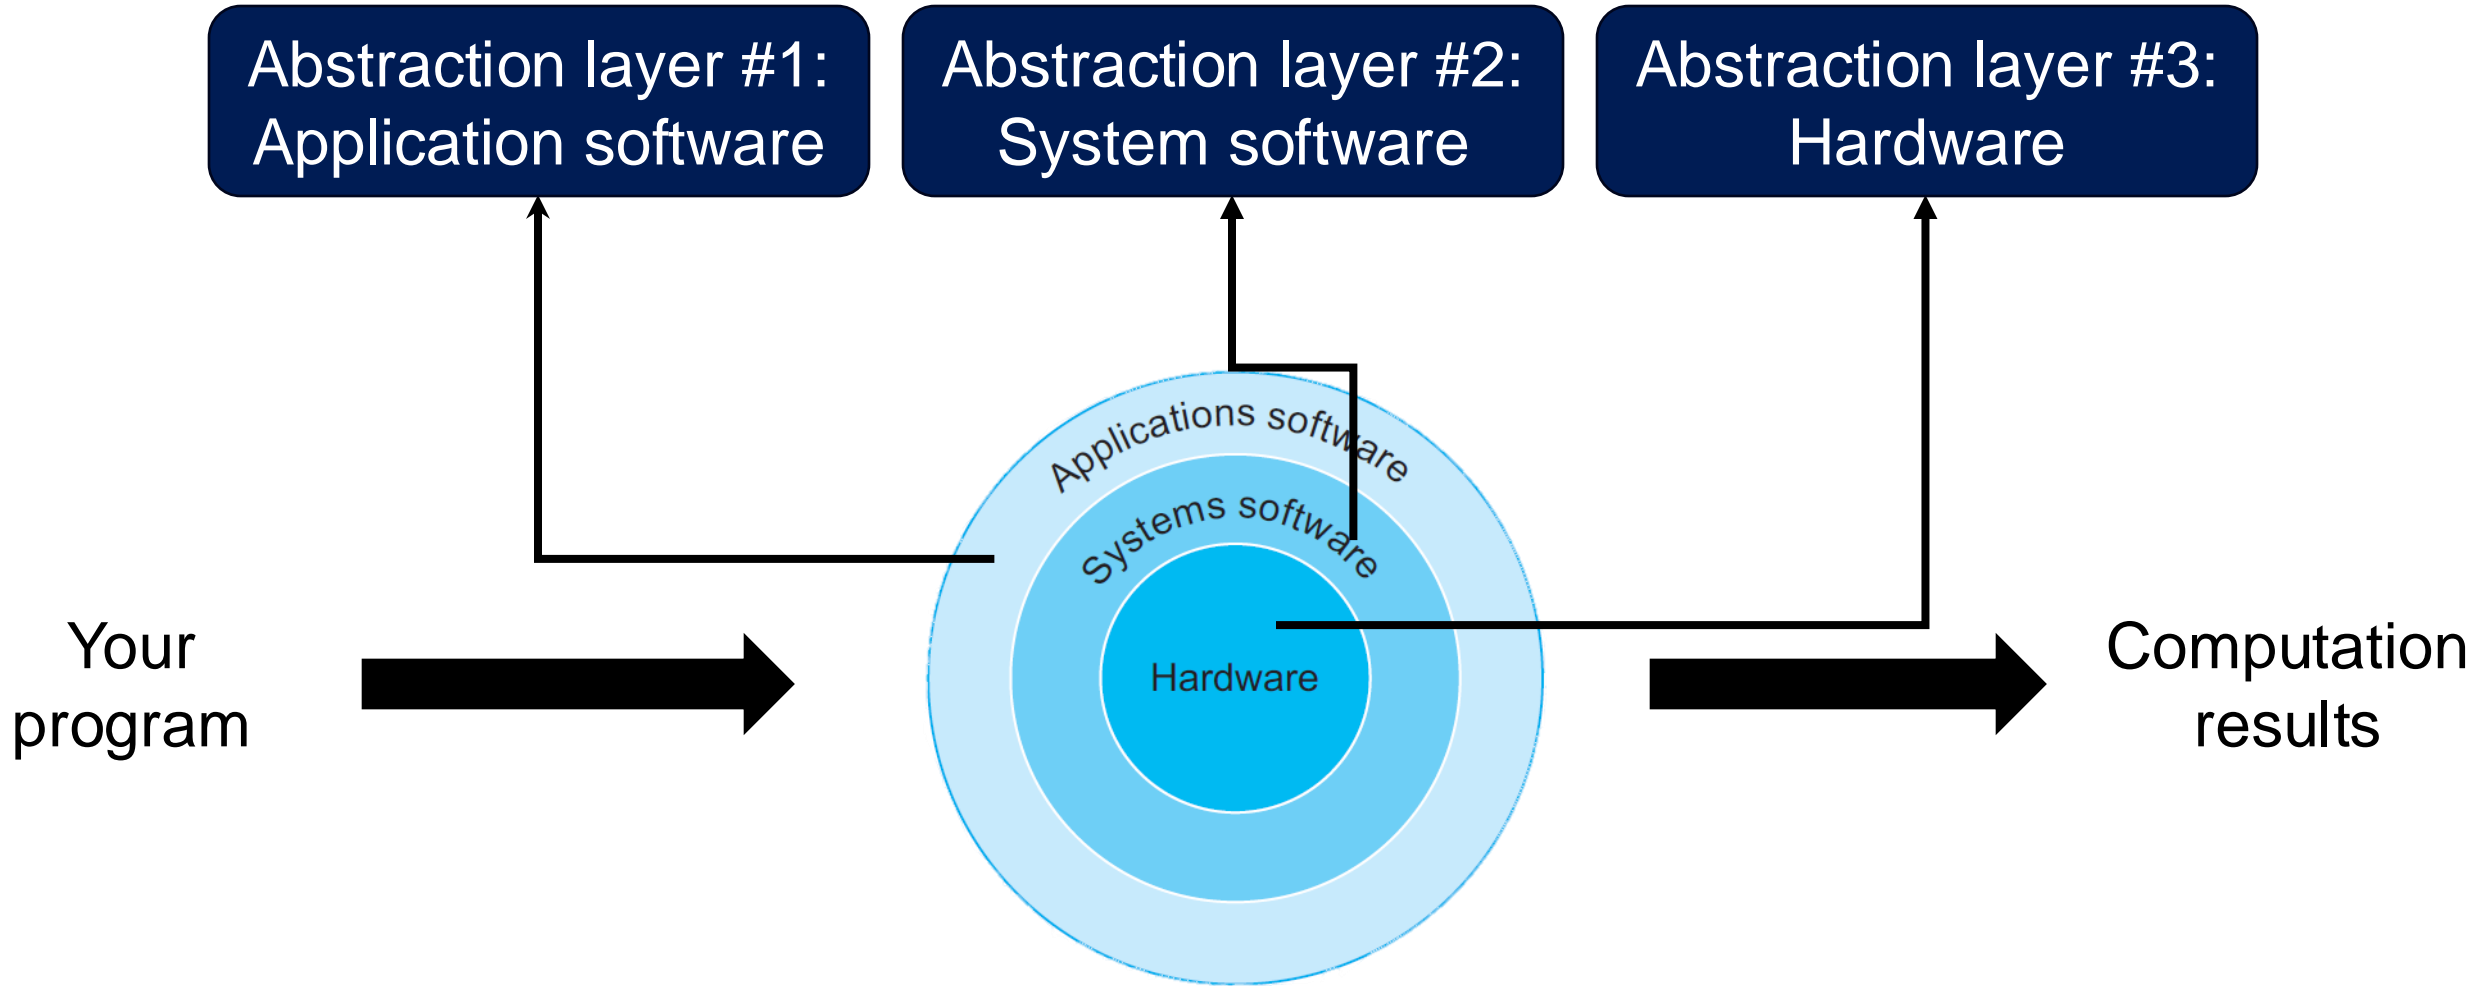 Abstraction layer #1:
Application software
Abstraction layer #2:
System software
Abstraction layer #3:
Hardware
Applications software
Systems software
Hardware
Your
program
Computation
results